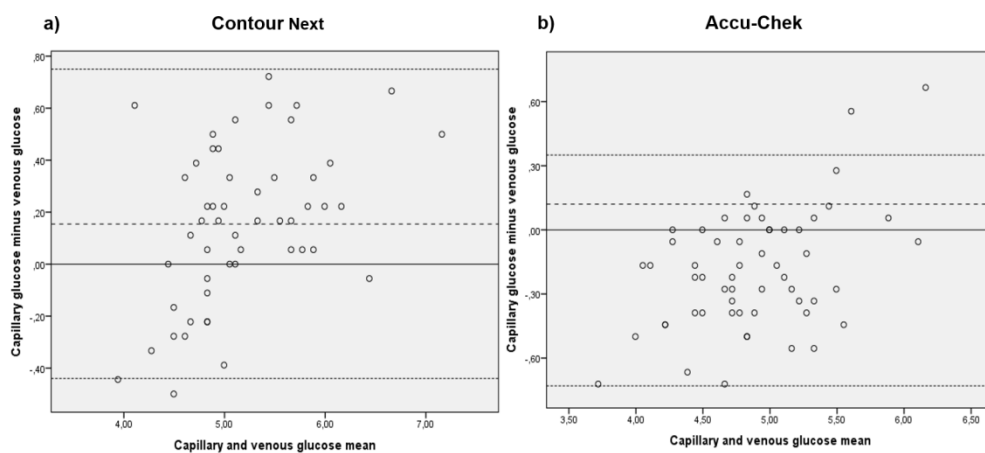 a) Contour Next
Capillary glucose minus venous glucose
,80
,60
,40
,20
,00
-,20
-,40
4,00 5,00 6,00 7,00
Capillary and venous glucose mean
b) Accu-Chek
Capillary glucose minus venous glucose
,60
,30
,00
-,30
-,60
3,50 4,00 4,50 5,00 5,50 6,00 6,50
Capillary and venous glucose mean